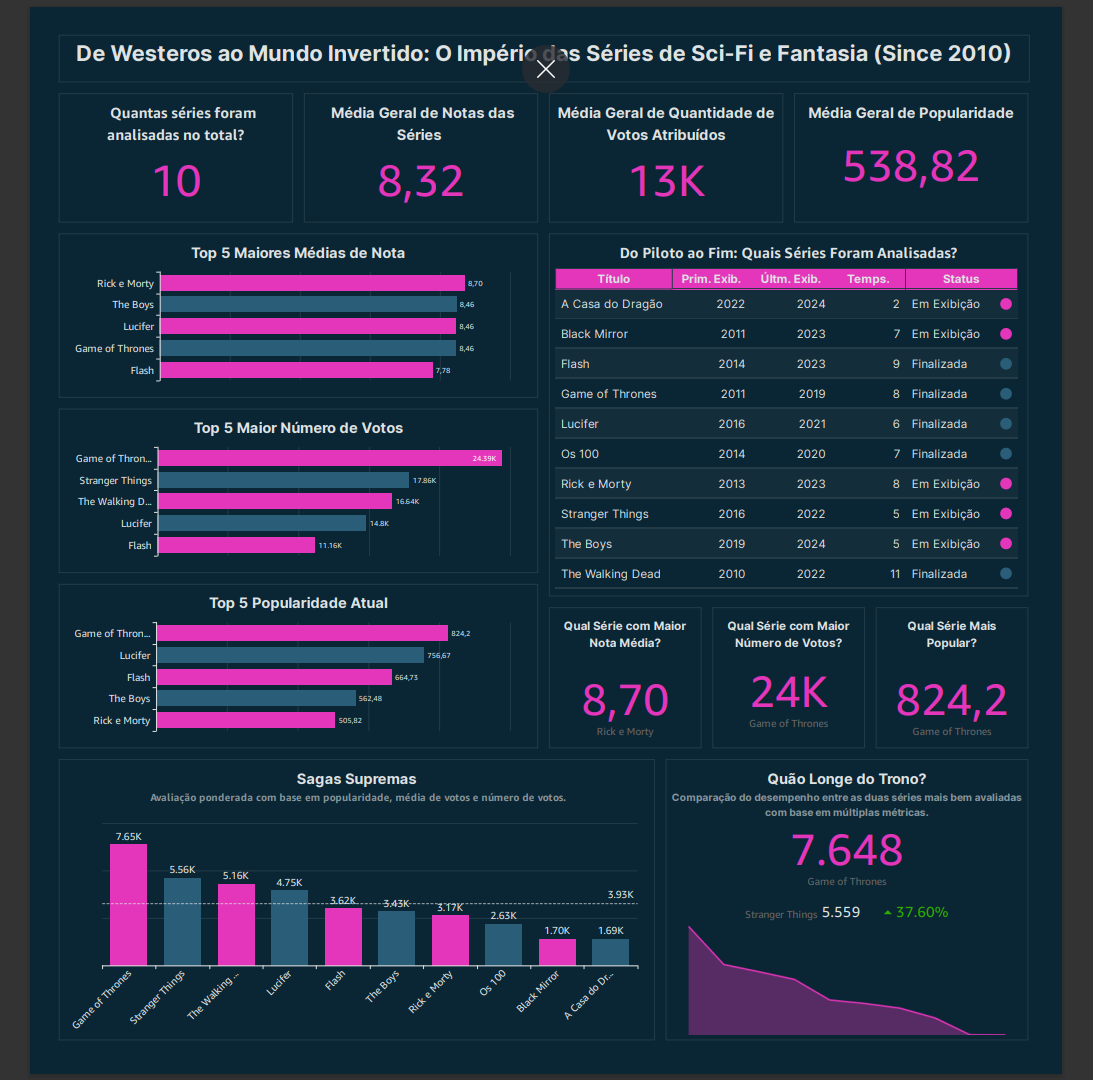 De Westeros ao Mundo Invertido: O Império das Séries de Sci-Fi e Fantasia (Since 2010)
Quantas séries foram
analisadas no total?
10
Média Geral de Notas das
Séries
8,32
Média Geral de Quantidade de
Votos Atribuídos
13K
Média Geral de Popularidade
538,82
Top 5 Maiores Médias de Nota
Rick e Morty 8,70
The Boys 8,46
Lucifer 8,46
Game of Thrones 8,46
Flash 7,78
Top 5 Maior Número de Votos
Game of Thron... 24.39K
Stranger Things 17.86K
The Walking D... 16.64K
Lucifer 14.8K
Flash 11.16K
Top 5 Popularidade Atual
Game of Thron... 824,2
Lucifer 756,67
Flash 664,73
The Boys 562,48
Rick e Morty 505,82
Do Piloto ao Fim: Quais Séries Foram Analisadas?
Título Prim. Exib. Últm. Exib. Temps. Status
A Casa do Dragão 2022 2024 2 Em Exibição
Black Mirror 2011 2023 7 Em Exibição
Flash 2014 2023 9 Finalizada
Game of Thrones 2011 2019 8 Finalizada
Lucifer 2016 2021 6 Finalizada
Os 100 2014 2020 7 Finalizada
Rick e Morty 2013 2023 8 Em Exibição
Stranger Things 2016 2022 5 Em Exibição
The Boys 2019 2024 5 Em Exibição
The Walking Dead 2010 2022 11 Finalizada
Qual Série com Maior
Nota Média?
8,70
Rick e Morty
Qual Série com Maior
Número de Votos?
24K
Game of Thrones
Qual Série Mais
Popular?
824,2
Game of Thrones
Sagas Supremas
Avaliação ponderada com base em popularidade, média de votos e número de votos.
7.65K 5.56K 5.16K 4.75K 3.62K 3.43K 3.17K 2.63K 1.70K 1.69K
3.93K
Game of Thrones Stranger Things The Walking ... Lucifer Flash The Boys Rick e Morty Os 100 Black Mirror A Casa do Dr...
Quão Longe do Trono?
Comparação do desempenho entre as duas séries mais bem avaliadas
com base em múltiplas métricas.
7.648
Game of Thrones
Stranger Things 5.559 37.60%